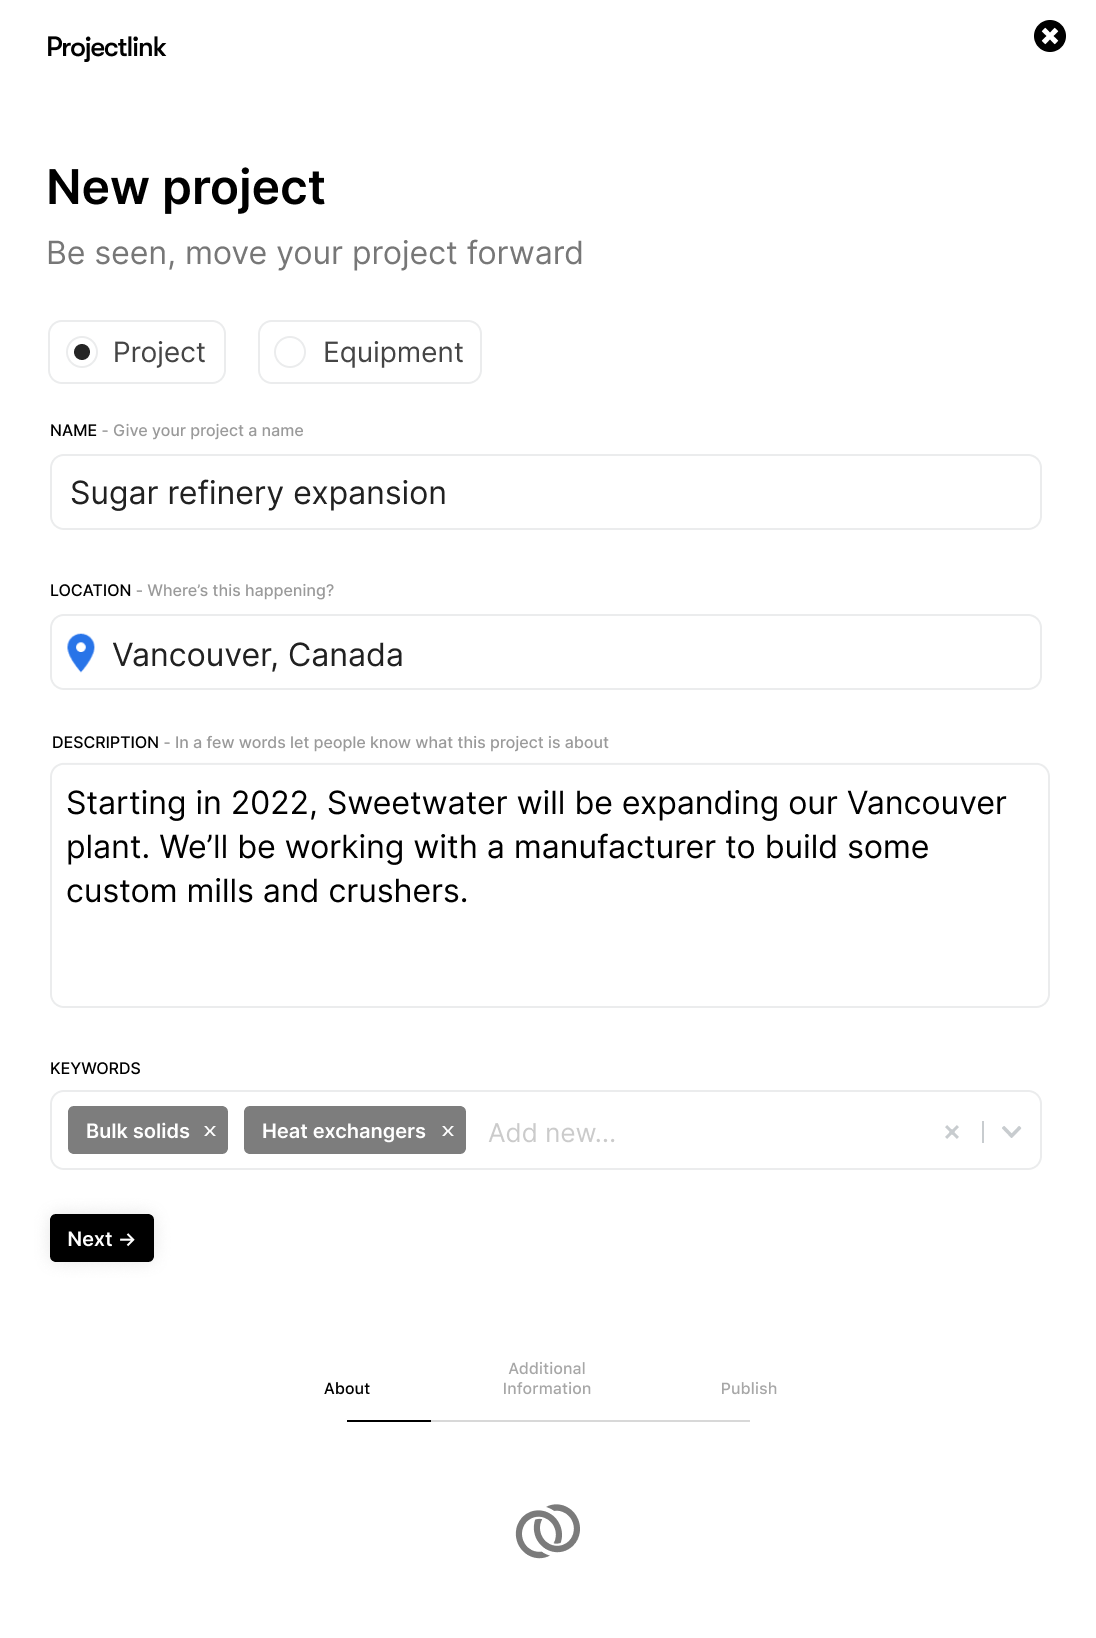 Projectlink
New project
Be seen, move your project forward
Project
Equipment
NAME - Give your project a name
Sugar refinery expansion
LOCATION - Where’s this happening?
Vancouver, Canada
DESCRIPTION - In a few words let people know what this project is about
Starting in 2022, Sweetwater will be expanding our Vancouver
plant. We’ll be working with a manufacturer to build some
custom mills and crushers.
KEYWORDS
Bulk solids ×
Heat exchangers ×
Add new...
Next →
About
Additional
Information
Publish